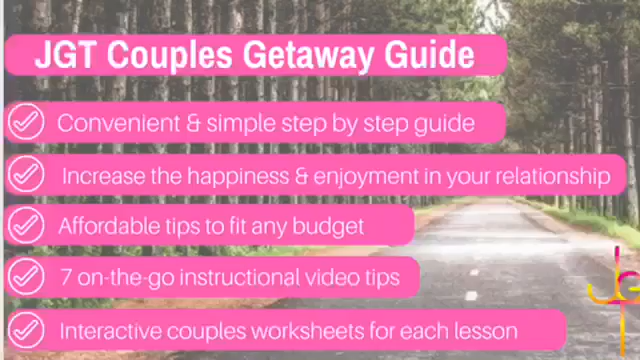 JGT Couples Getaway Guide
Convenient & simple step by step guide
Increase the happiness & enjoyment in your relationship
Affordable tips to fit any budget
7 on-the-go instructional video tips
Interactive couples worksheets for each lesson